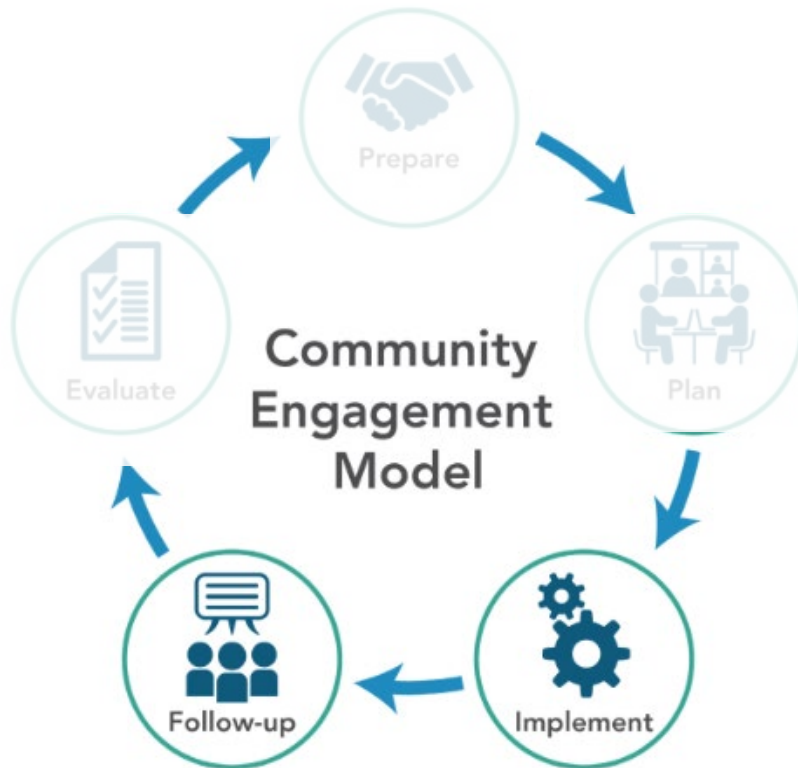 Prepare
Plan
Implement
Follow-up
Evaluate
Community
Engagement
Model